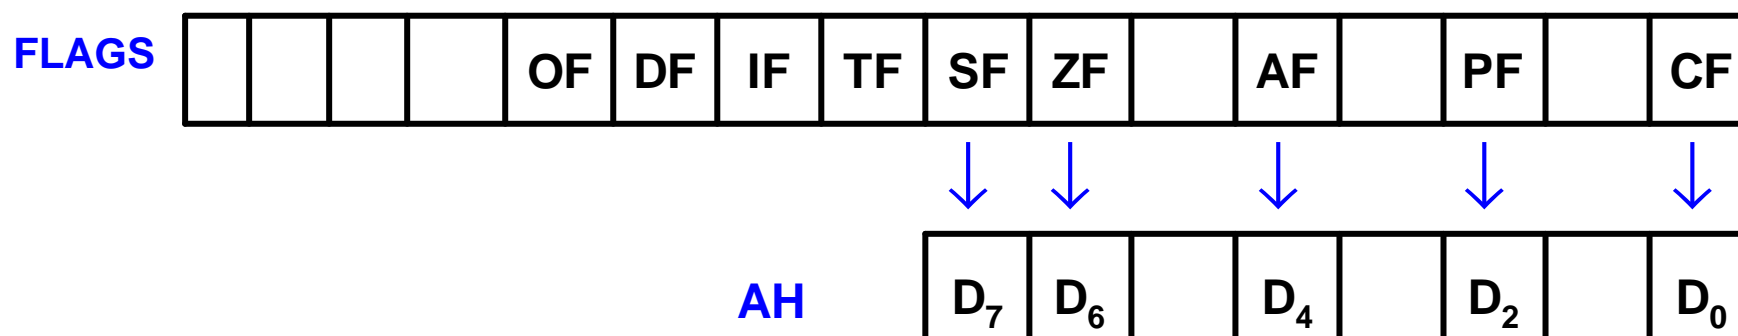 FLAGS OF DF IF TF SF ZF AF PF CF
AH D₇ D₆ D₄ D₂ D₀